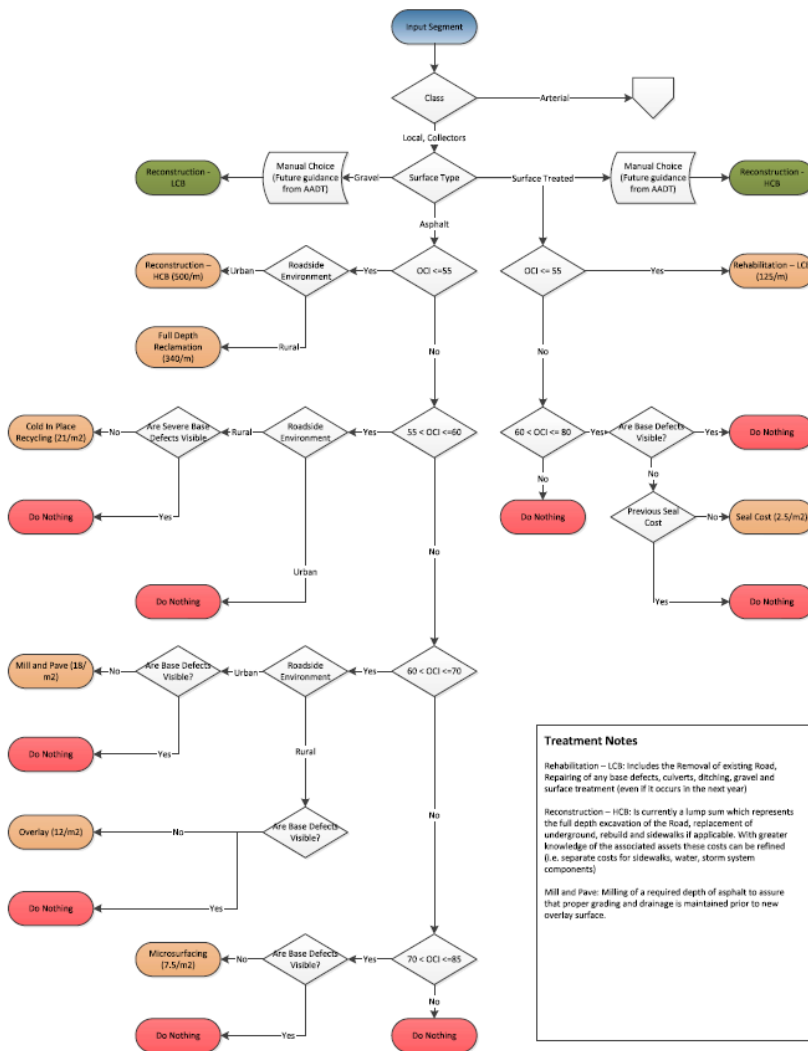 Input Segment
Class
Arterial
Local, Collectors
Reconstruction -
LCB
Manual Choice
(Future guidance
from AADT)
Gravel
Surface Type
Surface Treated
Manual Choice
(Future guidance
from AADT)
Reconstruction -
HCB
Asphalt
Reconstruction –
HCB (500/m)
Urban
Roadside
Environment
Yes
OCI <=55
OCI <= 55
Yes
Rehabilitation – LCB
(125/m)
Full Depth
Reclamation
(340/m)
Rural
No
No
Cold In Place
Recycling (21/m2)
No
Are Severe Base
Defects Visible
Rural
Roadside
Environment
Yes
55 < OCI <=60
60 < OCI <= 80
Yes
Are Base Defects
Visible?
Yes
Do Nothing
No
No
Do Nothing
Yes
Do Nothing
Previous Seal
Cost
No
Seal Cost (2.5/m2)
Urban
No
Do Nothing
Yes
Do Nothing
Mill and Pave (18/
m2)
No
Are Base Defects
Visible?
Urban
Roadside
Environment
Yes
60 < OCI <=70
Do Nothing
Yes
Rural
No
Overlay (12/m2)
No
Are Base Defects
Visible?
Do Nothing
Yes
Microsurfacing
(7.5/m2)
No
Are Base Defects
Visible?
Yes
70 < OCI <=85
No
Do Nothing
Yes
Do Nothing
Treatment Notes
Rehabilitation – LCB: Includes the Removal of existing Road,
Repairing of any base defects, culverts, ditching, gravel and
surface treatment (even if it occurs in the next year)
Reconstruction – HCB: Is currently a lump sum which represents
the full depth excavation of the Road, replacement of
underground, rebuild and sidewalks if applicable. With greater
knowledge of the associated assets these costs can be refined
(i.e. separate costs for sidewalks, water, storm system
components)
Mill and Pave: Milling of a required depth of asphalt to assure
that proper grading and drainage is maintained prior to new
overlay surface.